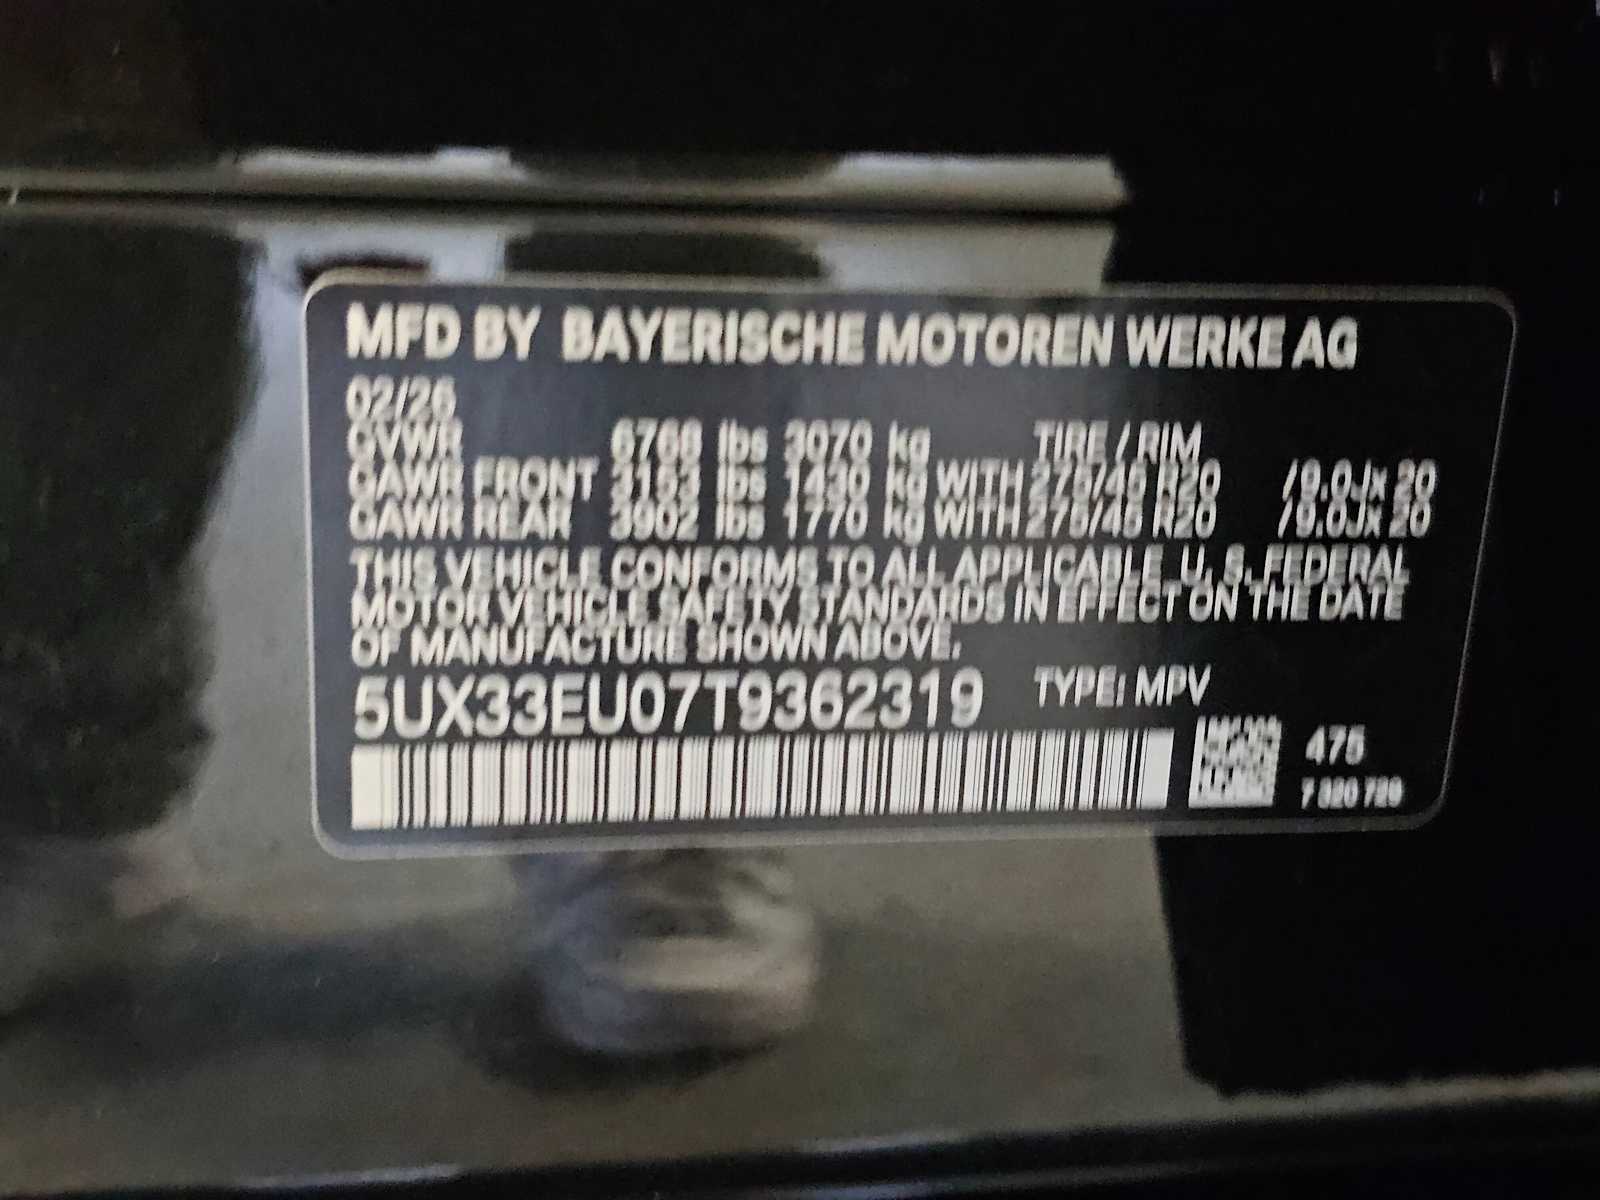 MFD BY BAYERISCHE MOTOREN WERKE AG
02/26
GVWR 6768 lbs 3070 kg TIRE / RIM
GAWR FRONT 3153 lbs 1430 kg WITH 275/45 R20 /9.0Jx 20
GAWR REAR 3902 lbs 1770 kg WITH 275/45 R20 /9.0Jx 20
THIS VEHICLE CONFORMS TO ALL APPLICABLE U. S. FEDERAL
MOTOR VEHICLE SAFETY STANDARDS IN EFFECT ON THE DATE
OF MANUFACTURE SHOWN ABOVE.
5UX33EU07T9362319 TYPE: MPV
475
7 320 729